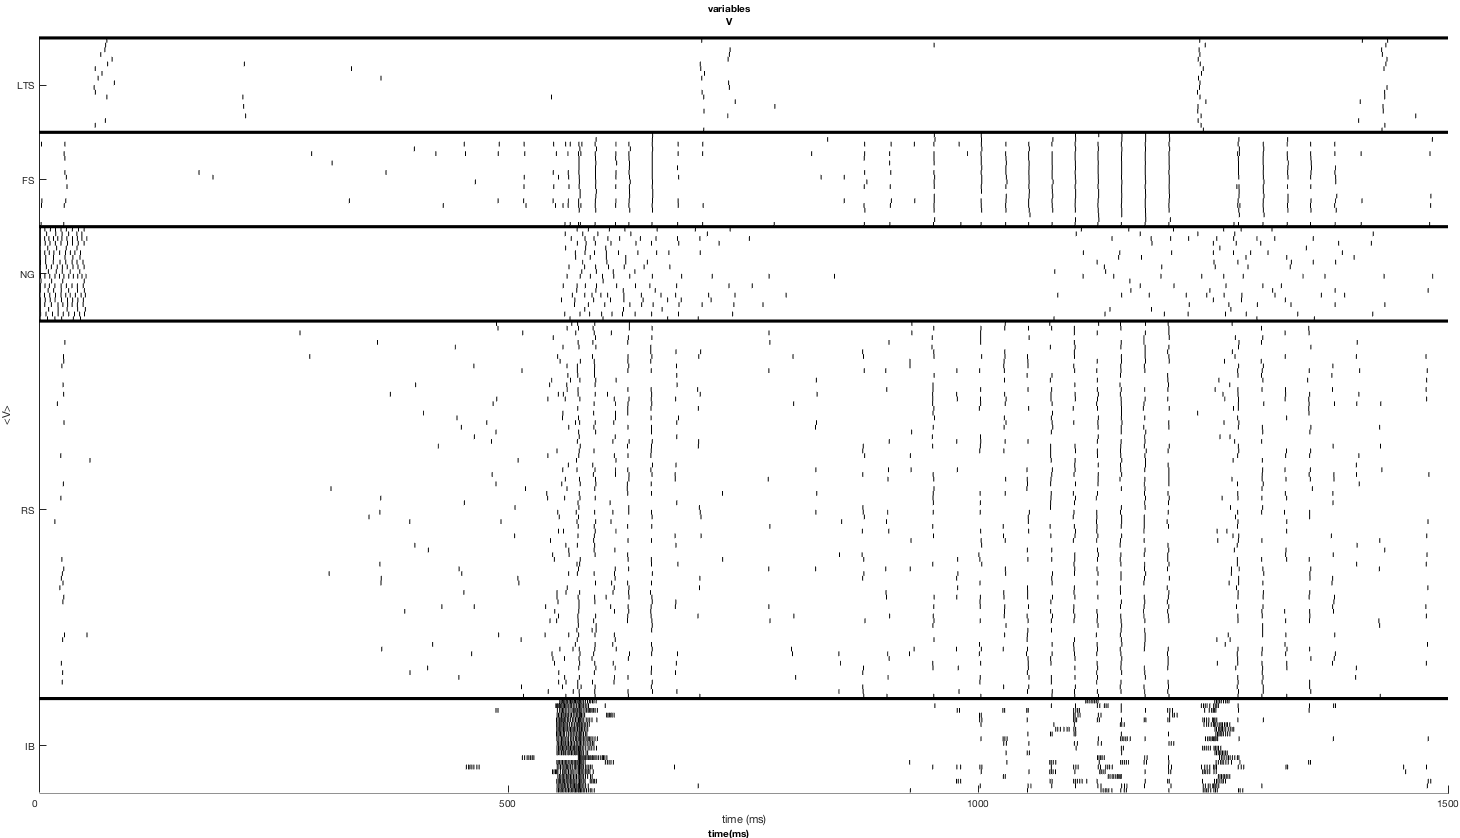 variables
V
LTS
FS
NG
RS
IB
<V>
0 500 1000 1500
time (ms)
time(ms)